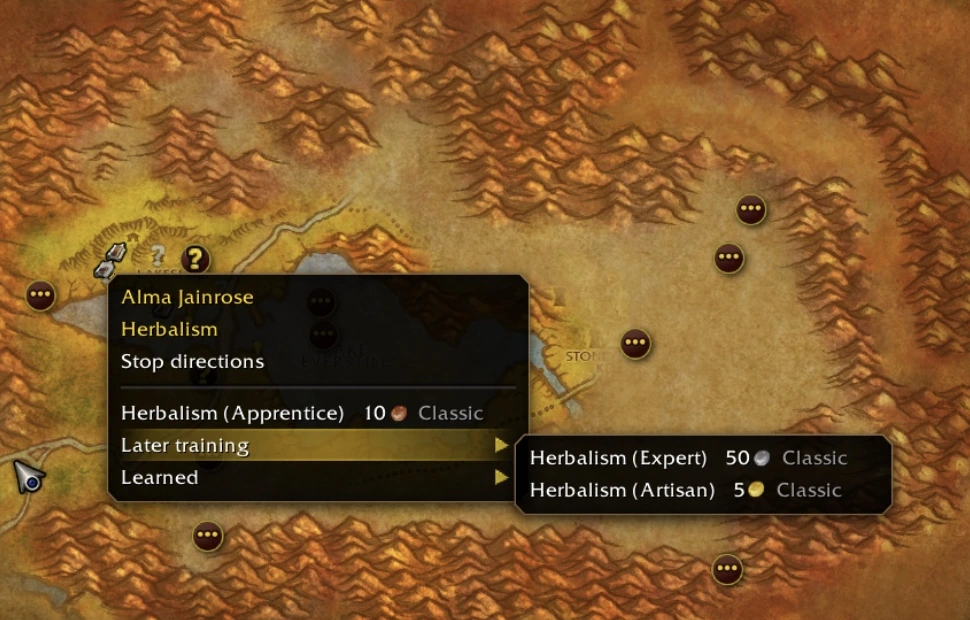 Alma Jainrose
Herbalism
Stop directions
Herbalism (Apprentice) 10 Classic
Later training
Learned
Herbalism (Expert) 50 Classic
Herbalism (Artisan) 5 Classic